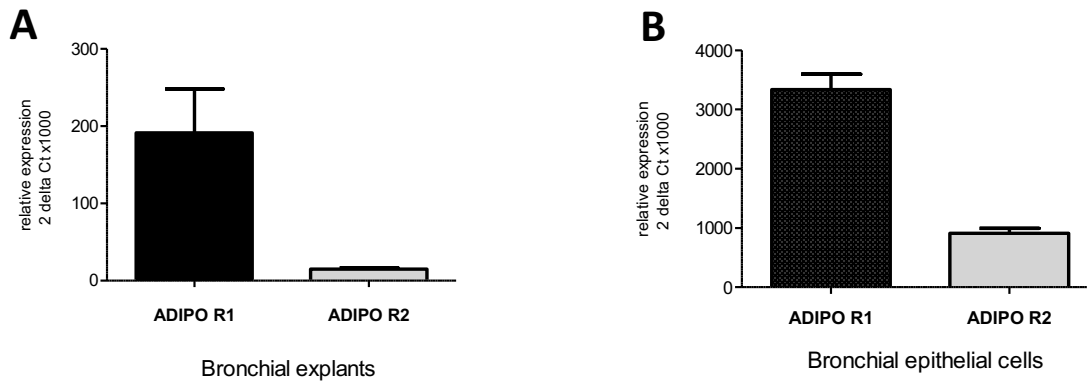 A
relative expression
2 delta Ct x1000
300
200
100
0
ADIPO R1 ADIPO R2
Bronchial explants
B
relative expression
2 delta Ct x1000
4000
3000
2000
1000
0
ADIPO R1 ADIPO R2
Bronchial epithelial cells